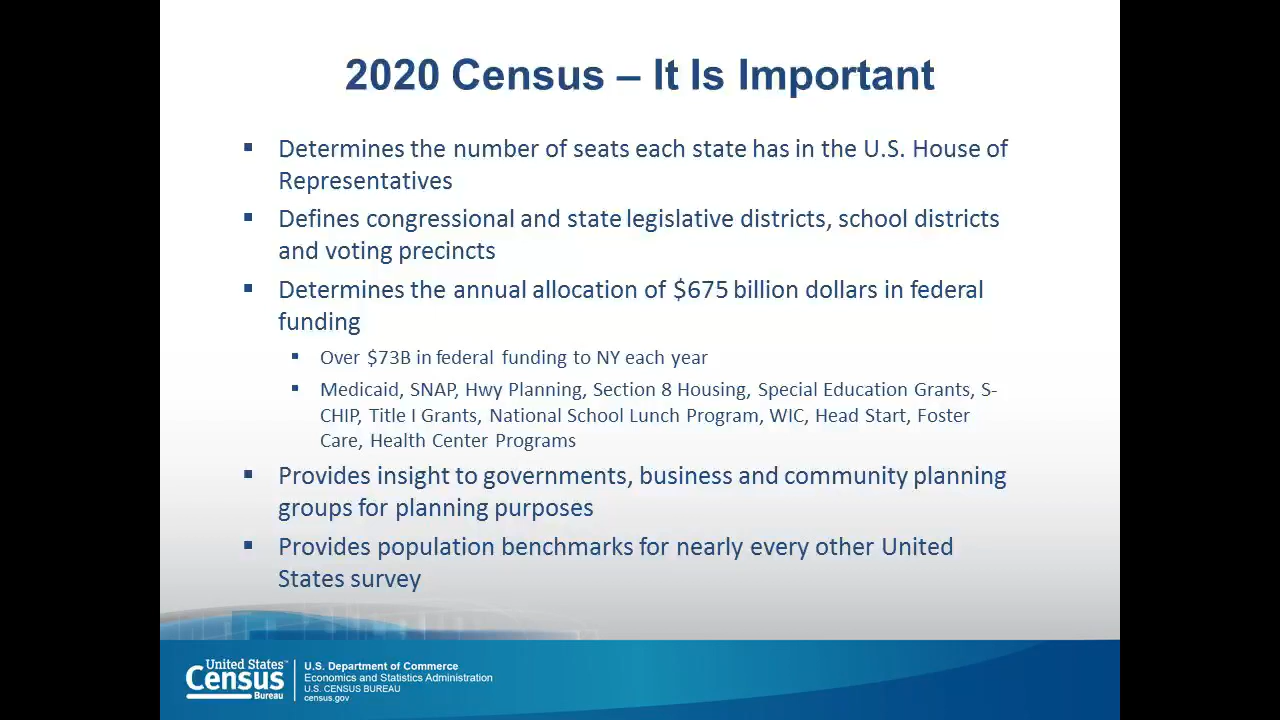 2020 Census – It Is Important
▪ Determines the number of seats each state has in the U.S. House of
Representatives
▪ Defines congressional and state legislative districts, school districts
and voting precincts
▪ Determines the annual allocation of $675 billion dollars in federal
funding
▪ Over $73B in federal funding to NY each year
▪ Medicaid, SNAP, Hwy Planning, Section 8 Housing, Special Education Grants, S-
CHIP, Title I Grants, National School Lunch Program, WIC, Head Start, Foster
Care, Health Center Programs
▪ Provides insight to governments, business and community planning
groups for planning purposes
▪ Provides population benchmarks for nearly every other United
States survey
United States™
Census
Bureau
U.S. Department of Commerce
Economics and Statistics Administration
U.S. CENSUS BUREAU
census.gov